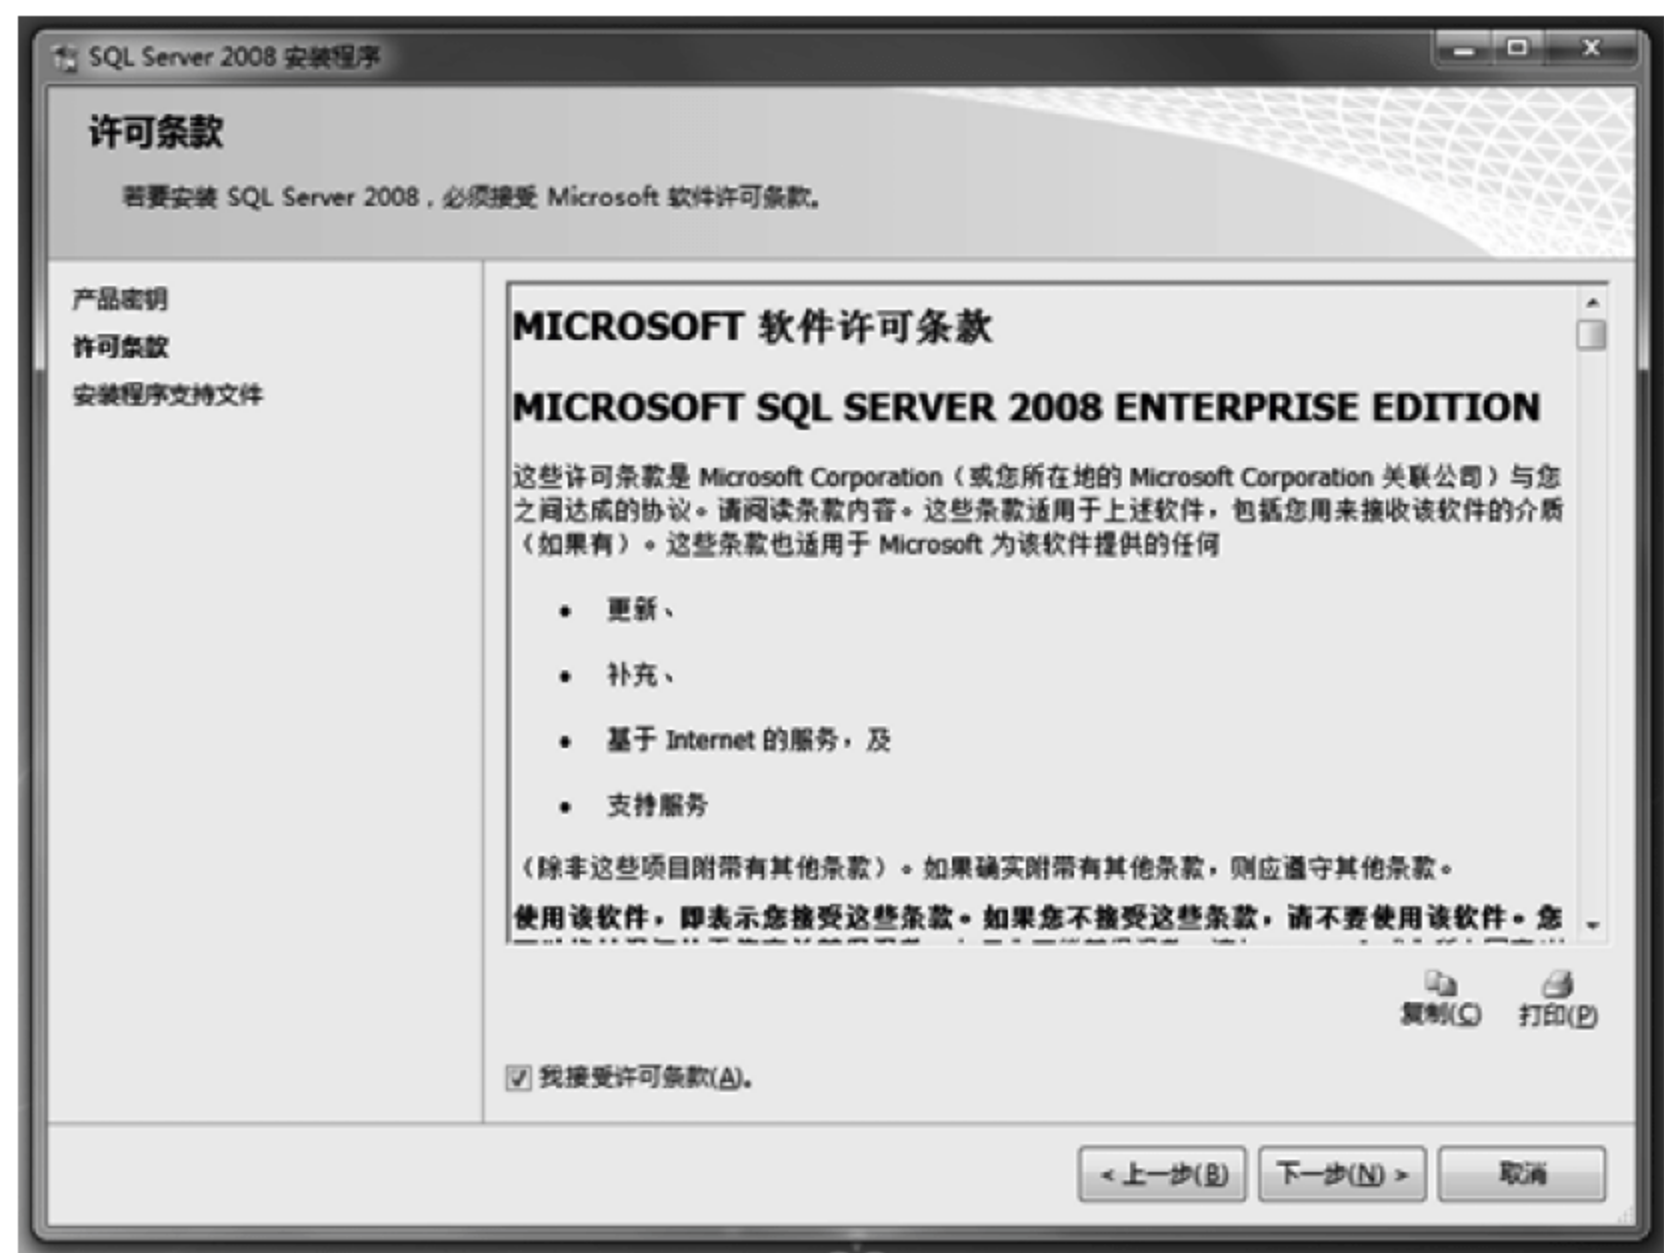 SQL Server 2008 安装程序
许可条款
若要安装 SQL Server 2008，必须接受 Microsoft 软件许可条款。
产品密钥
许可条款
安装程序支持文件
MICROSOFT 软件许可条款
MICROSOFT SQL SERVER 2008 ENTERPRISE EDITION
这些许可条款是 Microsoft Corporation（或您所在地的 Microsoft Corporation 关联公司）与您
之间达成的协议。请阅读条款内容。这些条款适用于上述软件，包括您用来接收该软件的介质
（如果有）。这些条款也适用于 Microsoft 为该软件提供的任何
• 更新、
• 补充、
• 基于 Internet 的服务，及
• 支持服务
（除非这些项目附带有其他条款）。如果确实附带有其他条款，则应遵守其他条款。
使用该软件，即表示您接受这些条款。如果您不接受这些条款，请不要使用该软件。您
复制(C)
打印(P)
我接受许可条款(A)。
< 上一步(B)
下一步(N) >
取消